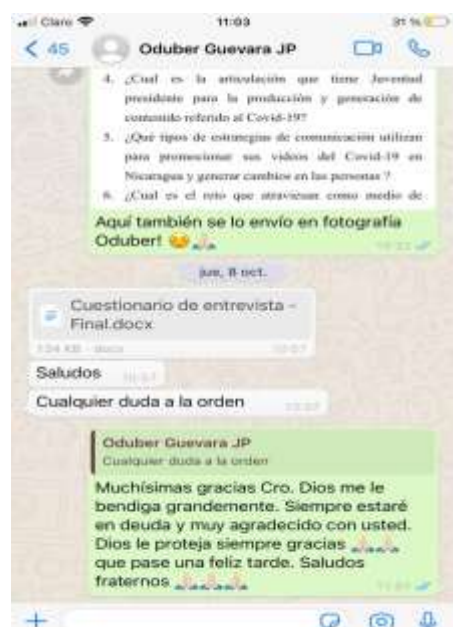 Claro 11:03
45 Oduber Guevara JP
4. ¿Cual es la articulación que tiene Juventud
presidente para la producción y generación de
contenido referido al Covid-19?
5. ¿Qué tipos de estrategias de comunicación utilizan
para promocionar sus videos del Covid-19 en
Nicaragua y generar cambios en las personas ?
6. ¿Cual es el reto que atraviesan como medio de
Aquí también se lo envío en fotografía
Oduber!
jue, 8 oct.
Cuestionario de entrevista -
Final.docx
Saludos
Cualquier duda a la orden
Oduber Guevara JP
Cualquier duda a la orden
Muchísimas gracias Cro. Dios me le
bendiga grandemente. Siempre estaré
en deuda y muy agradecido con usted.
Dios le proteja siempre gracias
que pase una feliz tarde. Saludos
fraternos